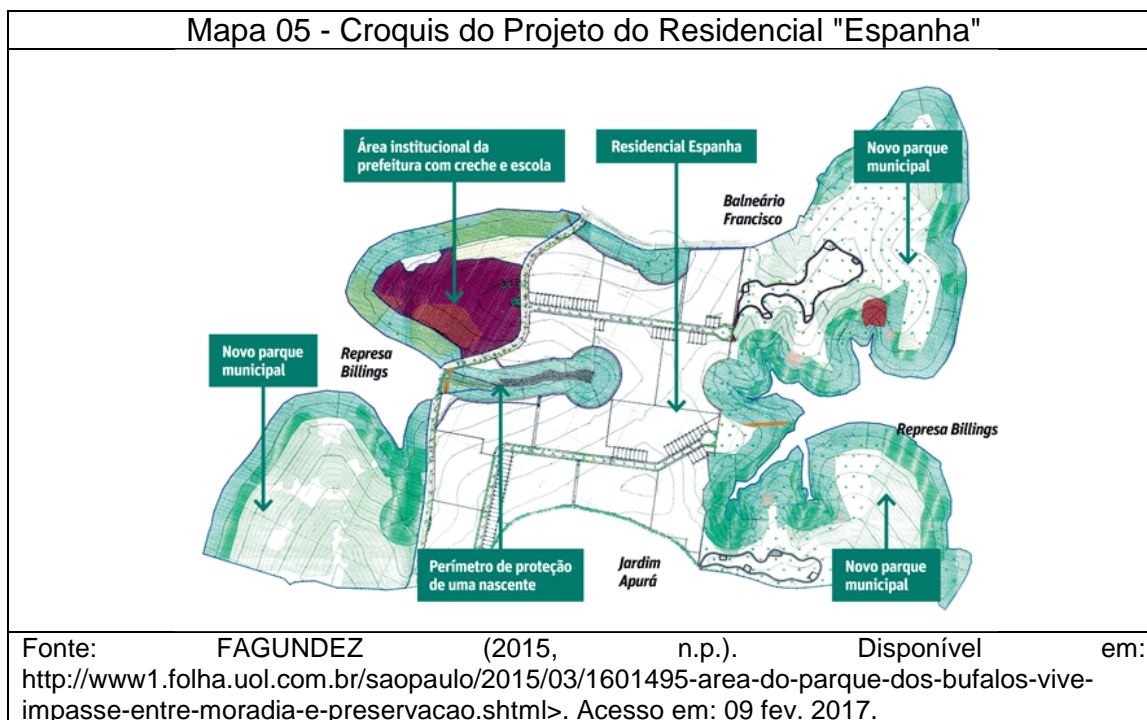 Mapa 05 - Croquis do Projeto do Residencial "Espanha"
Área institucional da
prefeitura com creche e escola
Residencial Espanha
Novo parque
municipal
Balneário
Francisco
Novo parque
municipal
Represa
Billings
Represa Billings
Perímetro de proteção
de uma nascente
Jardim
Apurá
Novo parque
municipal
Fonte: FAGUNDEZ (2015, n.p.). Disponível em:
http://www1.folha.uol.com.br/saopaulo/2015/03/1601495-area-do-parque-dos-bufalos-vive-
impasse-entre-moradia-e-preservacao.shtml>. Acesso em: 09 fev. 2017.